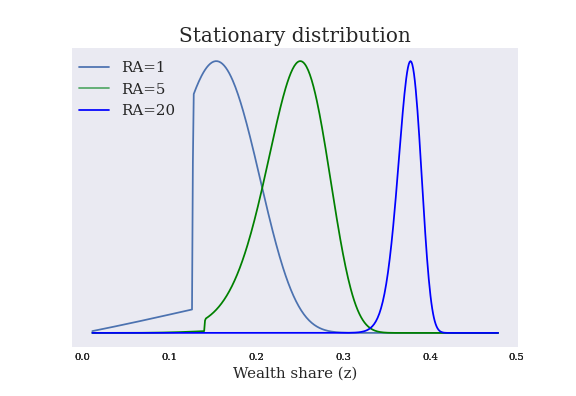 Stationary distribution
RA=1
RA=5
RA=20
0.0 0.1 0.2 0.3 0.4 0.5
Wealth share (z)